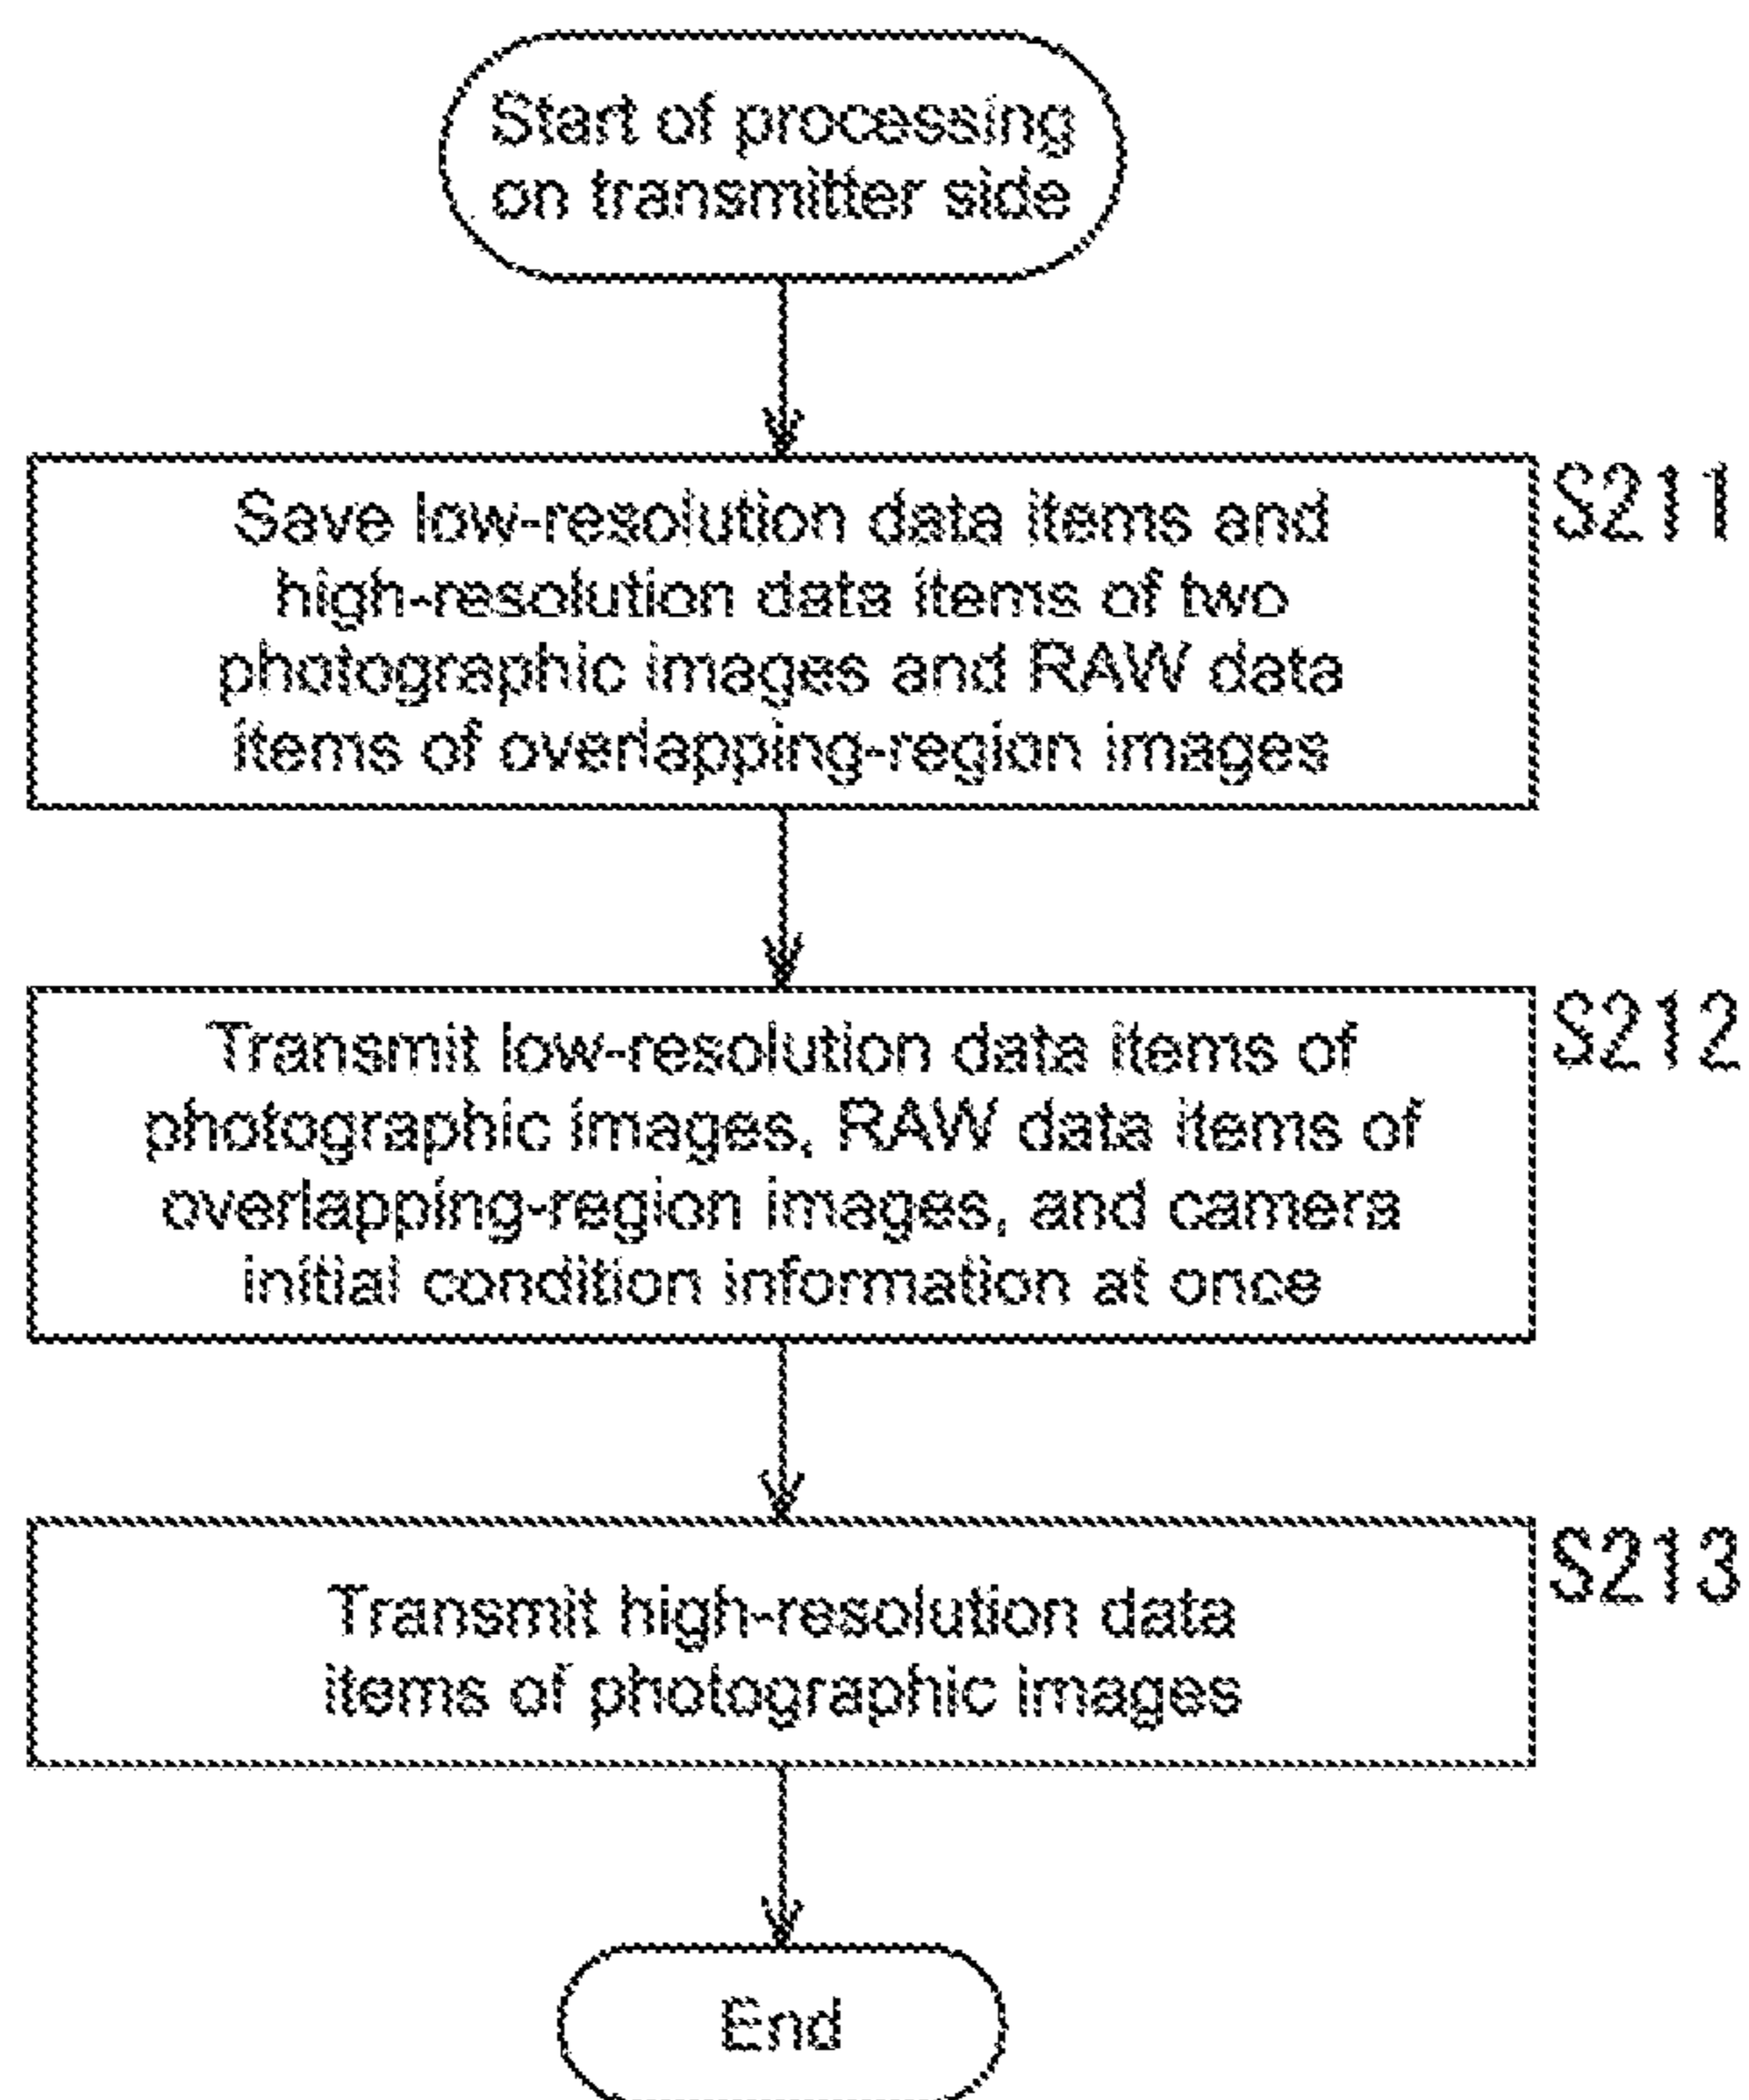 Start of processing
on transmitter side
S211
Save low-resolution data items and
high-resolution data items of two
photographic images and RAW data
items of overlapping-region images
S212
Transmit low-resolution data items of
photographic images, RAW data items of
overlapping-region images, and camera
initial condition information at once
S213
Transmit high-resolution data
items of photographic images
End